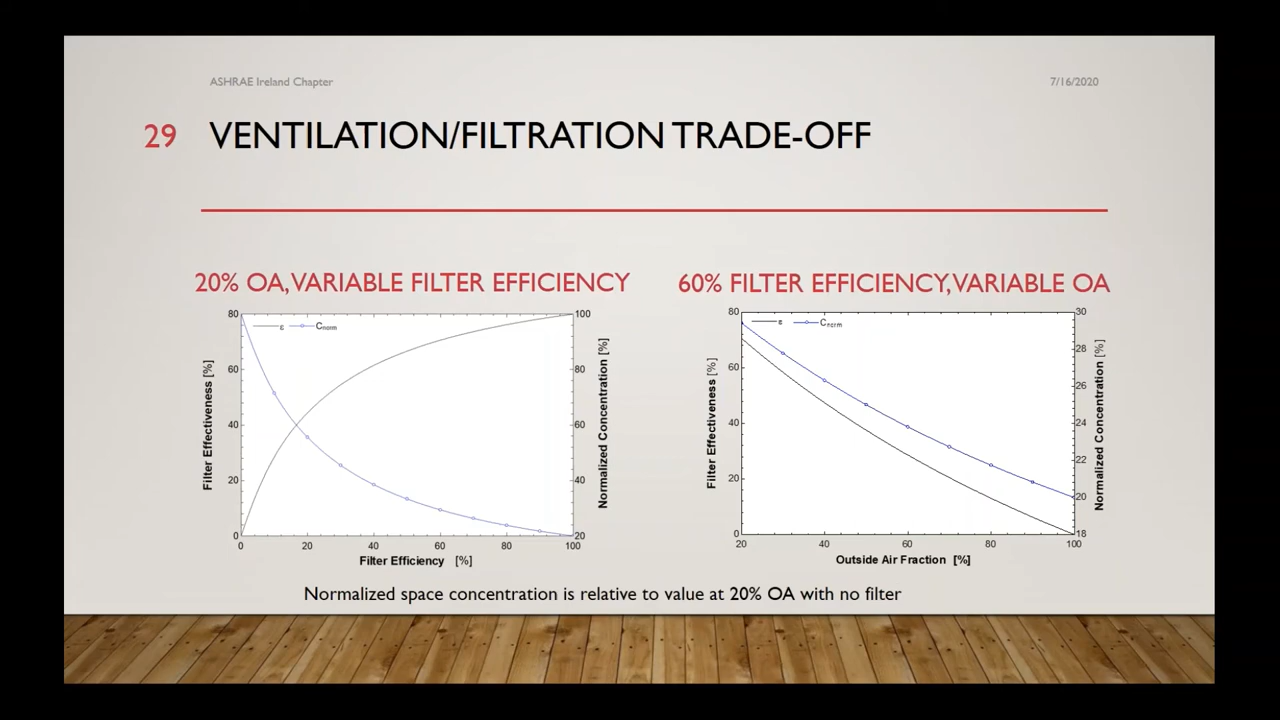 ASHRAE Ireland Chapter
7/16/2020
29
VENTILATION/FILTRATION TRADE-OFF
20% OA, VARIABLE FILTER EFFICIENCY
80
60
40
20
0
Filter Effectiveness [%]
ε
Cnorm
100
80
60
40
20
Normalized Concentration [%]
0 20 40 60 80 100
Filter Efficiency [%]
60% FILTER EFFICIENCY, VARIABLE OA
80
60
40
20
0
Filter Effectiveness [%]
ε
Cnorm
30
28
26
24
22
20
18
Normalized Concentration [%]
20 40 60 80 100
Outside Air Fraction [%]
Normalized space concentration is relative to value at 20% OA with no filter